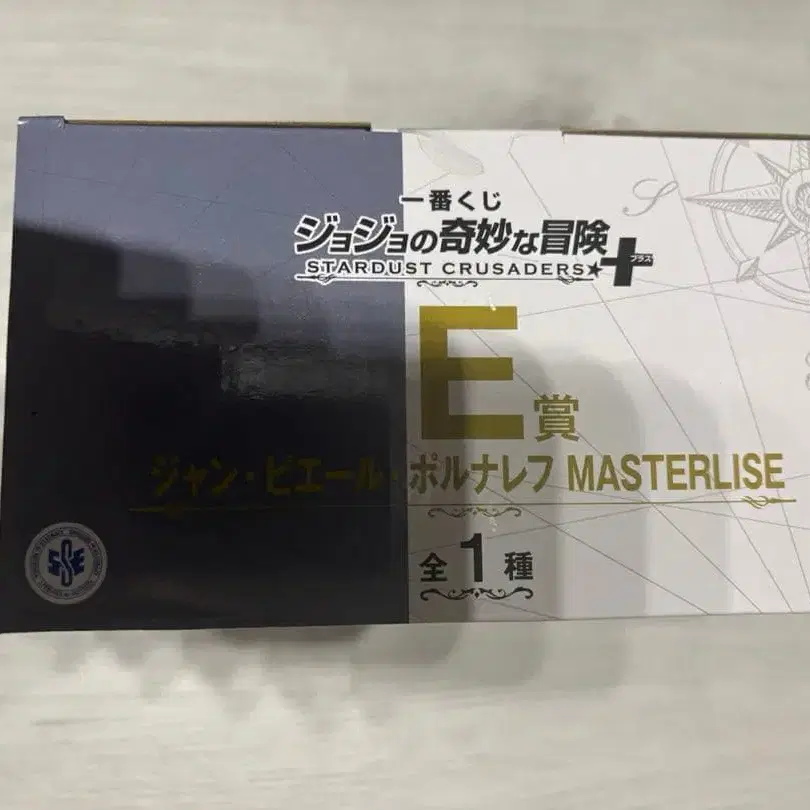 一番くじ
ジョジョの奇妙な冒険
STARDUST CRUSADERS★+プラス
E賞
ジャン・ピエール・ポルナレフ MASTERLISE
全1種